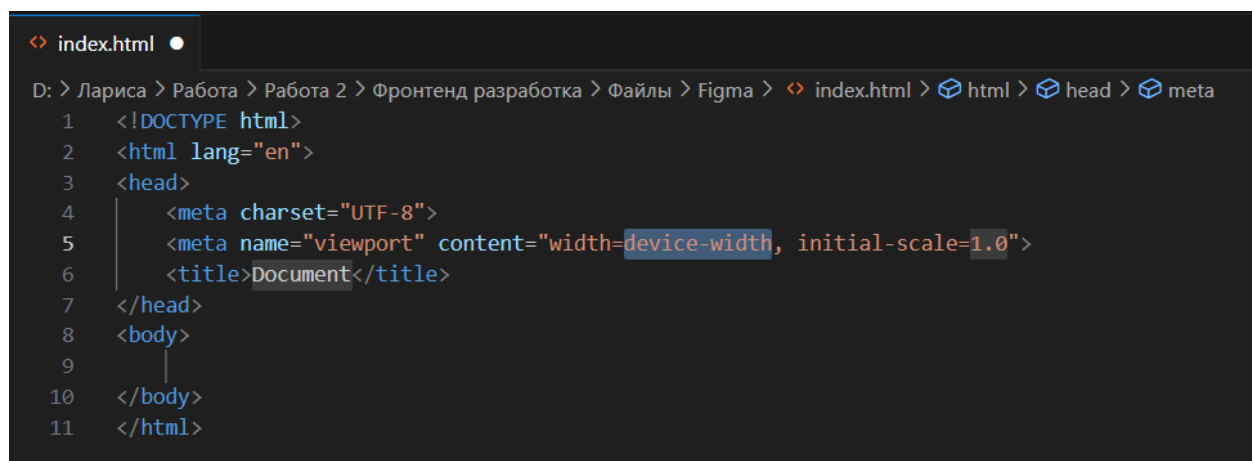 index.html
D: > Лариса > Работа > Работа 2 > Фронтенд разработка > Файлы > Figma > index.html > html > head > meta
1 <!DOCTYPE html>
2 <html lang="en">
3 <head>
4     <meta charset="UTF-8">
5     <meta name="viewport" content="width=device-width, initial-scale=1.0">
6     <title>Document</title>
7 </head>
8 <body>
9
10 </body>
11 </html>